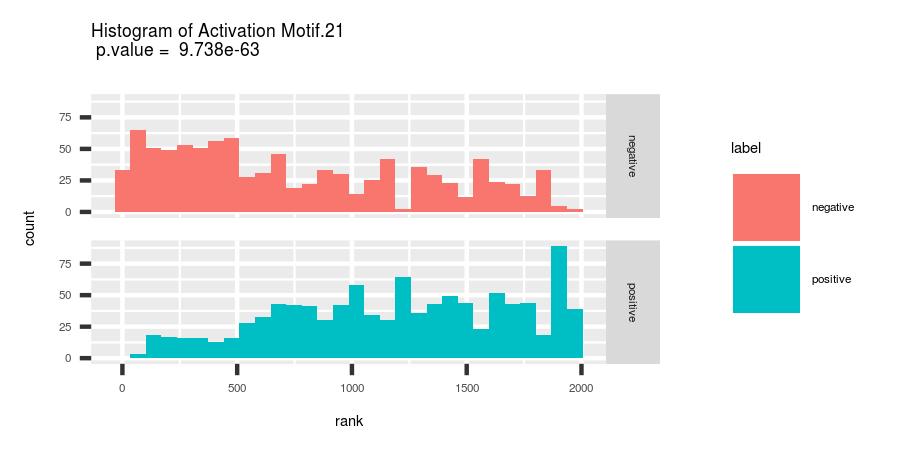 Histogram of Activation Motif.21
p.value = 9.738e-63
count
75
50
25
0
negative
75
50
25
0
positive
0 500 1000 1500 2000
rank
label
negative
positive